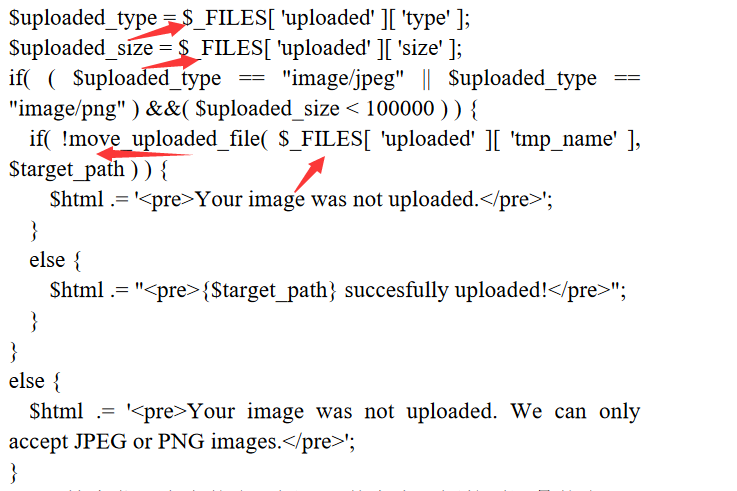 $uploaded_type = $_FILES[ 'uploaded' ][ 'type' ];
$uploaded_size = $_FILES[ 'uploaded' ][ 'size' ];
if( ( $uploaded_type == "image/jpeg" || $uploaded_type ==
"image/png" ) &&( $uploaded_size < 100000 ) ) {
if( !move_uploaded_file( $_FILES[ 'uploaded' ][ 'tmp_name' ],
$target_path ) ) {
$html .= '<pre>Your image was not uploaded.</pre>';
}
else {
$html .= "<pre>{$target_path} succesfully uploaded!</pre>";
}
}
else {
$html .= '<pre>Your image was not uploaded. We can only
accept JPEG or PNG images.</pre>';
}